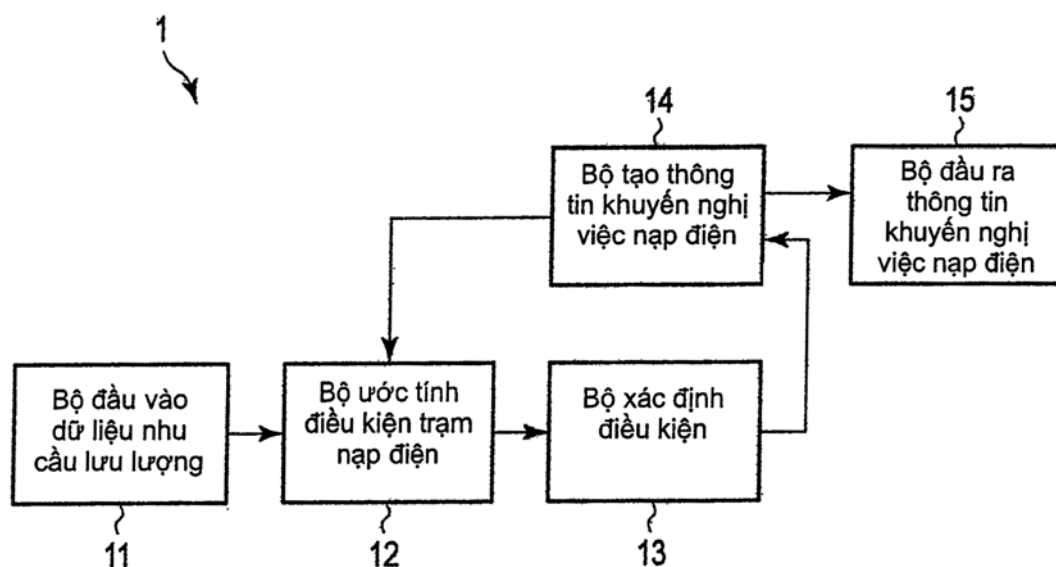 1
14
15
Bộ tạo thông
tin khuyến nghị
việc nạp điện
Bộ đầu ra
thông tin
khuyến nghị
việc nạp điện
Bộ đầu vào
dữ liệu nhu
cầu lưu lượng
Bộ ước tính
điều kiện trạm
nạp điện
Bộ xác định
điều kiện
11
12
13